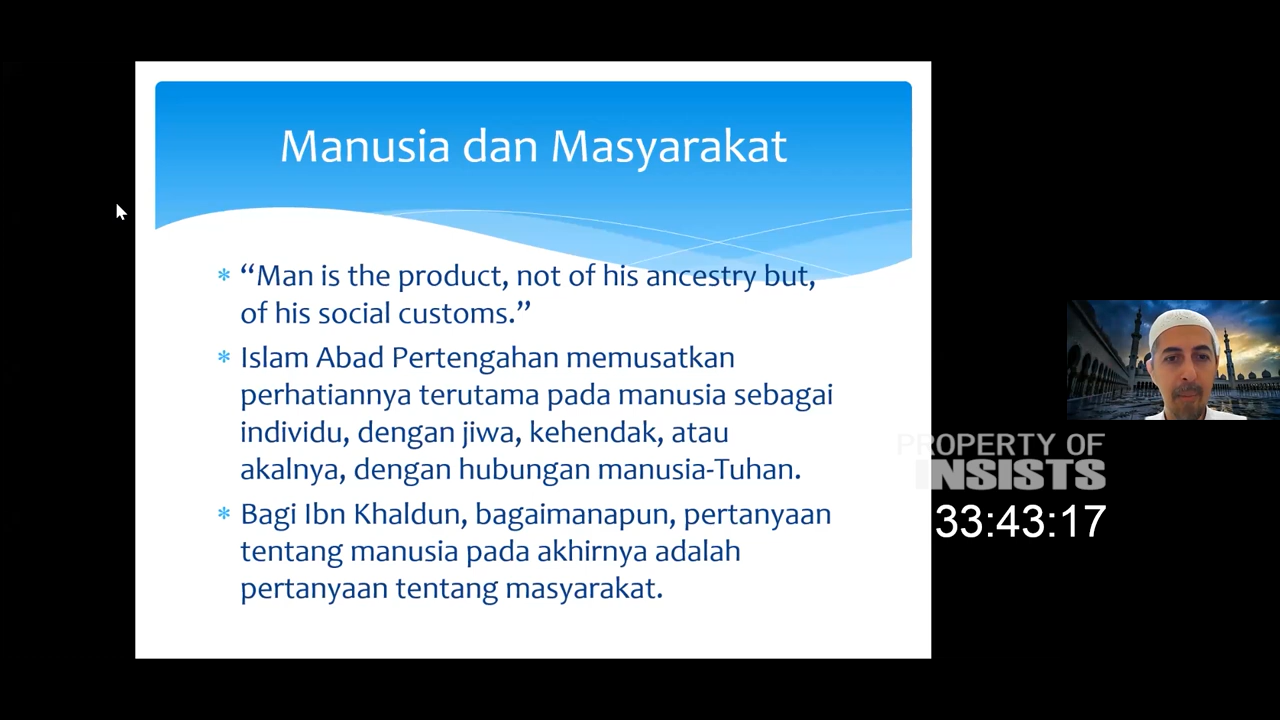 Manusia dan Masyarakat
* “Man is the product, not of his ancestry but,
of his social customs.”
* Islam Abad Pertengahan memusatkan
perhatiannya terutama pada manusia sebagai
individu, dengan jiwa, kehendak, atau
akalnya, dengan hubungan manusia-Tuhan.
* Bagi Ibn Khaldun, bagaimanapun, pertanyaan
tentang manusia pada akhirnya adalah
pertanyaan tentang masyarakat.
PROPERTY OF
INSISTS
33:43:17